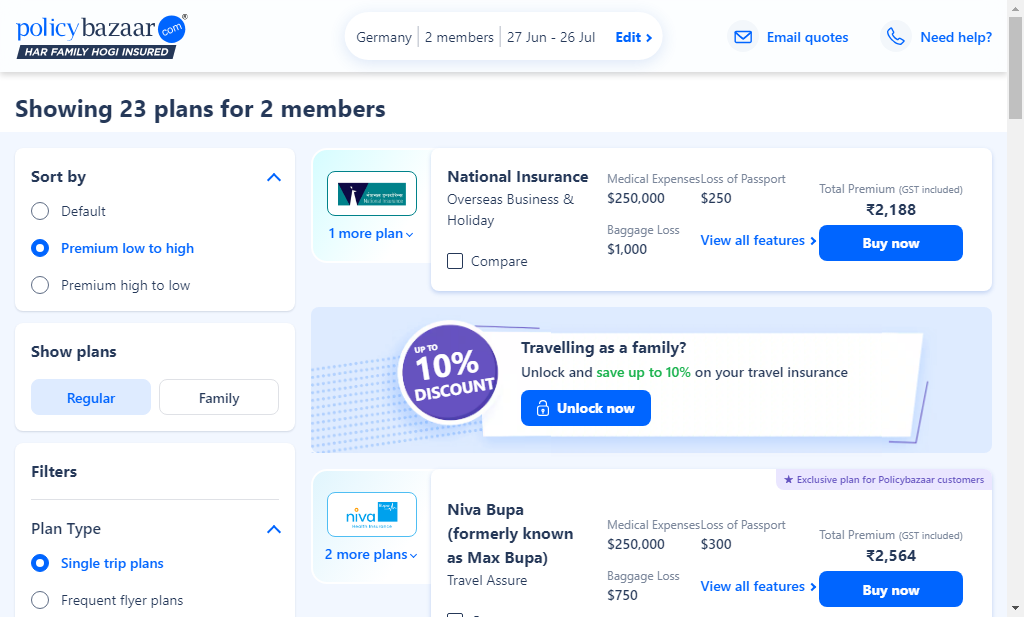 policybazaar.com®
HAR FAMILY HOGI INSURED
Germany 2 members 27 Jun - 26 Jul Edit
Email quotes
Need help?
Showing 23 plans for 2 members
Sort by
Default
Premium low to high
Premium high to low
Show plans
Regular
Family
Filters
Plan Type
Single trip plans
Frequent flyer plans
National Insurance
1 more plan
National Insurance
Overseas Business &
Holiday
Compare
Medical Expenses Loss of Passport
$250,000 $250
Baggage Loss
$1,000
View all features
Total Premium (GST included)
₹2,188
Buy now
UP TO
10%
DISCOUNT
Travelling as a family?
Unlock and save up to 10% on your travel insurance
Unlock now
Exclusive plan for Policybazaar customers
niva
Health Insurance
2 more plans
Niva Bupa
(formerly known
as Max Bupa)
Travel Assure
Medical Expenses Loss of Passport
$250,000 $300
Baggage Loss
$750
View all features
Total Premium (GST included)
₹2,564
Buy now